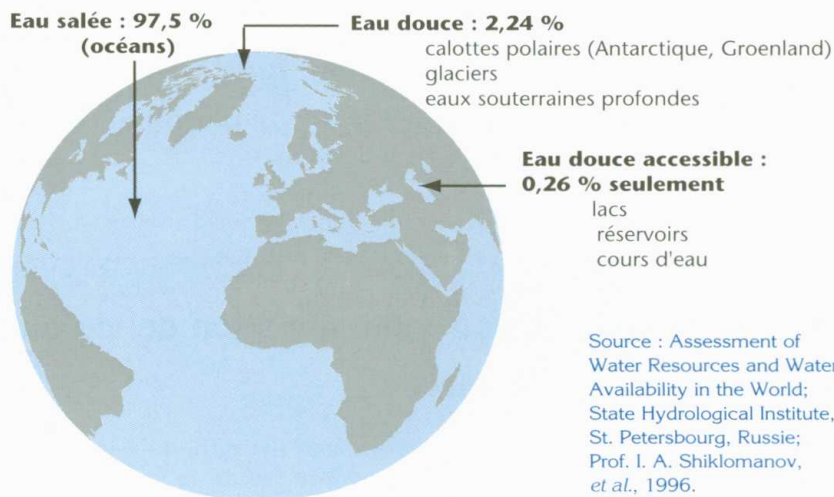 Eau salée : 97,5 %
(océans)
Eau douce : 2,24 %
calottes polaires (Antarctique, Groenland)
glaciers
eaux souterraines profondes
Eau douce accessible :
0,26 % seulement
lacs
réservoirs
cours d'eau
Source : Assessment of
Water Resources and Water
Availability in the World;
State Hydrological Institute,
St. Petersbourg, Russie;
Prof. I. A. Shiklomanov,
et al., 1996.